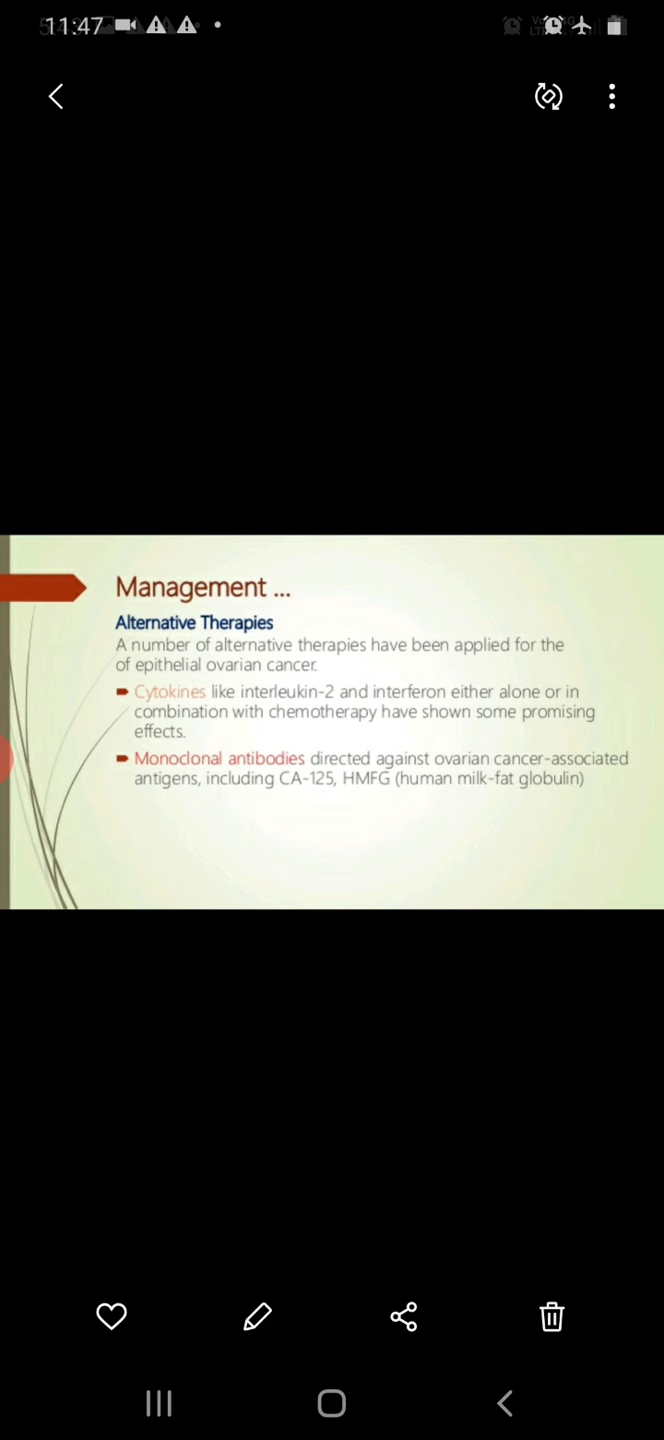 11:47
Management ...
Alternative Therapies
A number of alternative therapies have been applied for the
of epithelial ovarian cancer.
Cytokines like interleukin-2 and interferon either alone or in
combination with chemotherapy have shown some promising
effects.
Monoclonal antibodies directed against ovarian cancer-associated
antigens, including CA-125, HMFG (human milk-fat globulin)